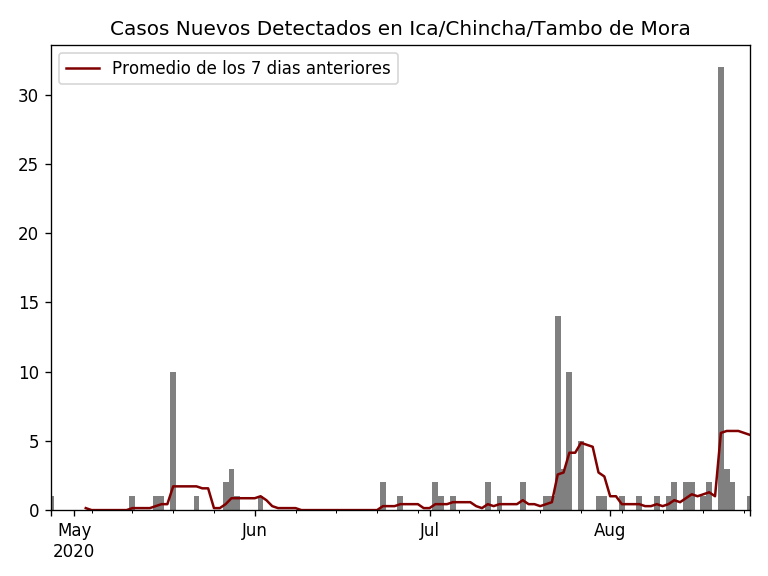 Casos Nuevos Detectados en Ica/Chincha/Tambo de Mora
Promedio de los 7 dias anteriores
30
25
20
15
10
5
0
May Jun Jul Aug
2020